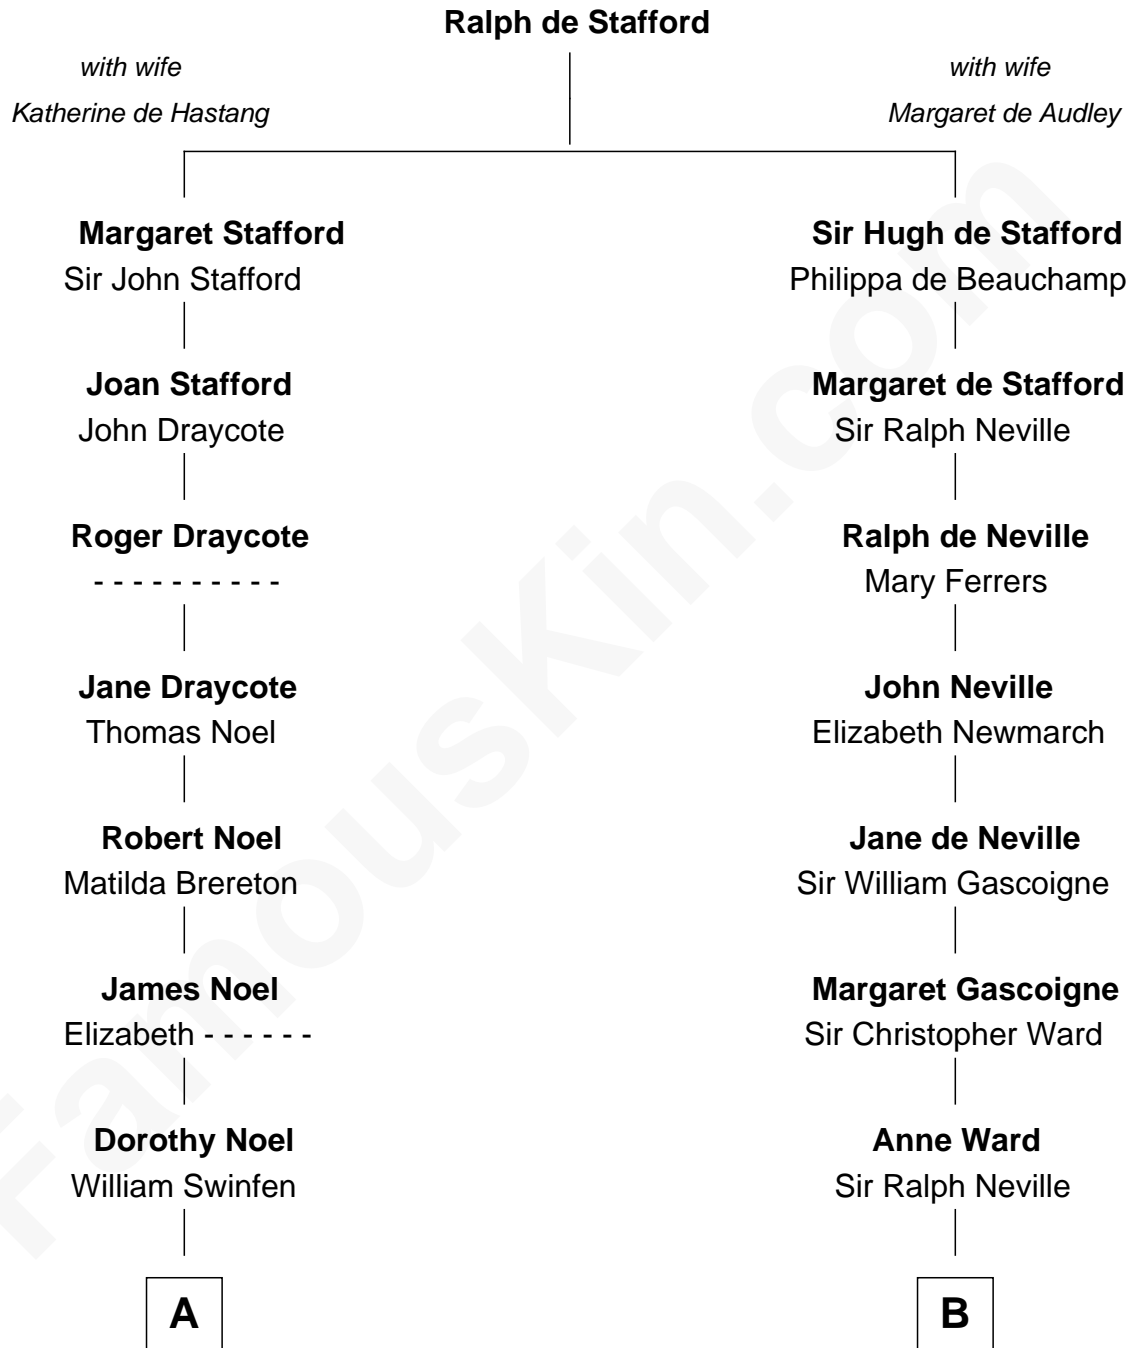 Ralph de Stafford
with wife
Katherine de Hastang
with wife
Margaret de Audley
Margaret Stafford
Sir John Stafford
Sir Hugh de Stafford
Philippa de Beauchamp
Joan Stafford
John Draycote
Margaret de Stafford
Sir Ralph Neville
Roger Draycote
- - - - - - - - - -
Ralph de Neville
Mary Ferrers
Jane Draycote
Thomas Noel
John Neville
Elizabeth Newmarch
Robert Noel
Matilda Brereton
Jane de Neville
Sir William Gascoigne
James Noel
Elizabeth - - - - - -
Margaret Gascoigne
Sir Christopher Ward
Dorothy Noel
William Swinfen
Anne Ward
Sir Ralph Neville
A
B
FamousKin.com